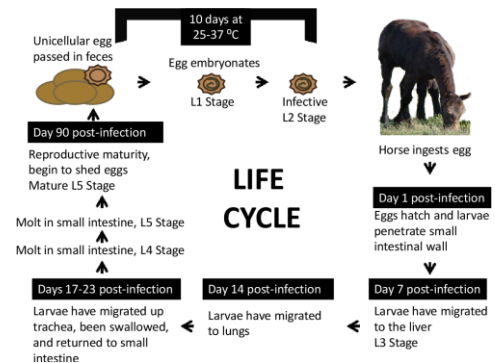 10 days at
25-37 ⁰C
Unicellular egg
passed in feces
Egg embryonates
L1 Stage
Infective
L2 Stage
Horse ingests egg
Day 1 post-infection
Eggs hatch and larvae
penetrate small
intestinal wall
Day 7 post-infection
Larvae have migrated
to the liver
L3 Stage
Day 14 post-infection
Larvae have migrated
to lungs
Days 17-23 post-infection
Larvae have migrated up
trachea, been swallowed,
and returned to small
intestine
Molt in small intestine, L4 Stage
Molt in small intestine, L5 Stage
Day 90 post-infection
Reproductive maturity,
begin to shed eggs
Mature L5 Stage
LIFE
CYCLE